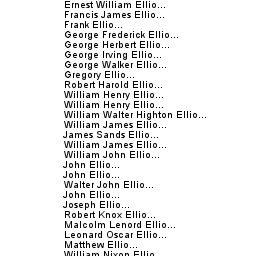 Ernest William Ellio...
Francis James Ellio...
Frank Ellio...
George Frederick Ellio...
George Herbert Ellio...
George Irving Ellio...
George Walker Ellio...
Gregory Ellio...
Robert Harold Ellio...
William Henry Ellio...
William Henry Ellio...
William Walter Highton Ellio...
William James Ellio...
James Sands Ellio...
William James Ellio...
William John Ellio...
John Ellio...
John Ellio...
Walter John Ellio...
John Ellio...
Joseph Ellio...
Robert Knox Ellio...
Malcolm Lenord Ellio...
Leonard Oscar Ellio...
Matthew Ellio...
William Nixon Ellio...